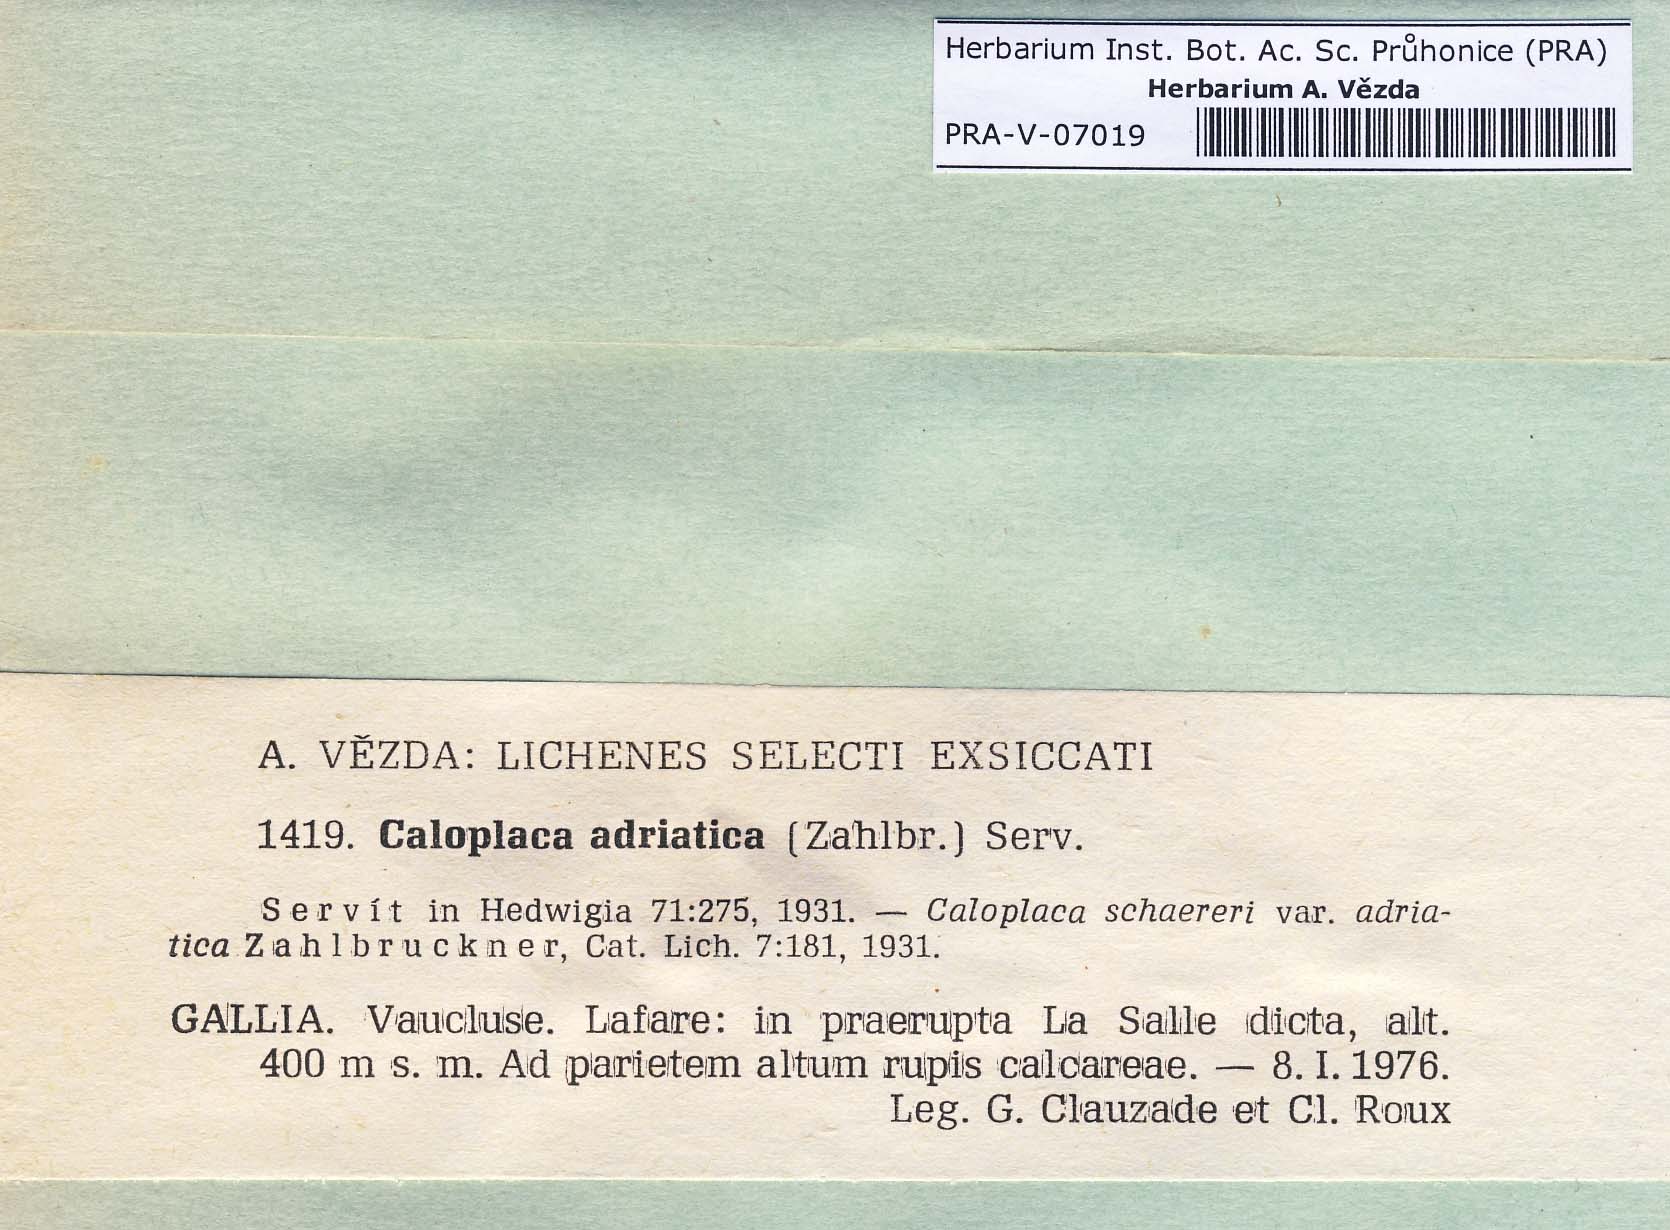 Herbarium Inst. Bot. Ac. Sc. Průhonice (PRA)
Herbarium A. Vězda
PRA-V-07019
A. VĚZDA: LICHENES SELECTI EXSICCATI
1419. Caloplaca adriatica (Zahlbr.) Serv.
Servít in Hedwigia 71:275, 1931. — Caloplaca schaereri var. adria-
tica Zahlbruckner, Cat. Lich. 7:181, 1931.
GALLIA. Vaucluse. Lafare: in praerupta La Salle dicta, alt.
400 m s. m. Ad parietem altum rupis calcareae. — 8. I. 1976.
Leg. G. Clauzade et Cl. Roux